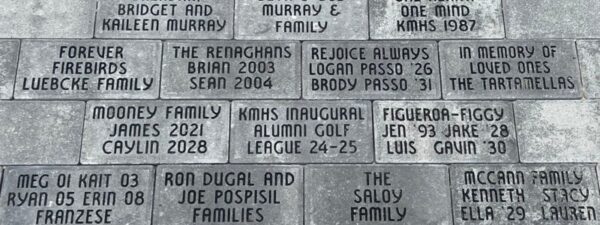 BRIDGET AND
KAILEEN MURRAY
MURRAY &
FAMILY
ONE MIND
KMHS 1987
FOREVER
FIREBIRDS
LUEBCKE FAMILY
THE RENAGHANS
BRIAN 2003
SEAN 2004
REJOICE ALWAYS
LOGAN PASSO '26
BRODY PASSO '31
IN MEMORY OF
LOVED ONES
THE TARTAMELLAS
MOONEY FAMILY
JAMES 2021
CAYLIN 2028
KMHS INAUGURAL
ALUMNI GOLF
LEAGUE 24-25
FIGUEROA-FIGGY
JEN '93 JAKE '28
LUIS GAVIN '30
MEG 01 KAIT 03
RYAN 05 ERIN 08
FRANZESE
RON DUGAL AND
JOE POSPISIL
FAMILIES
THE
SALOY
FAMILY
MCCANN FAMILY
KENNETH STACY
ELLA '29 LAUREN